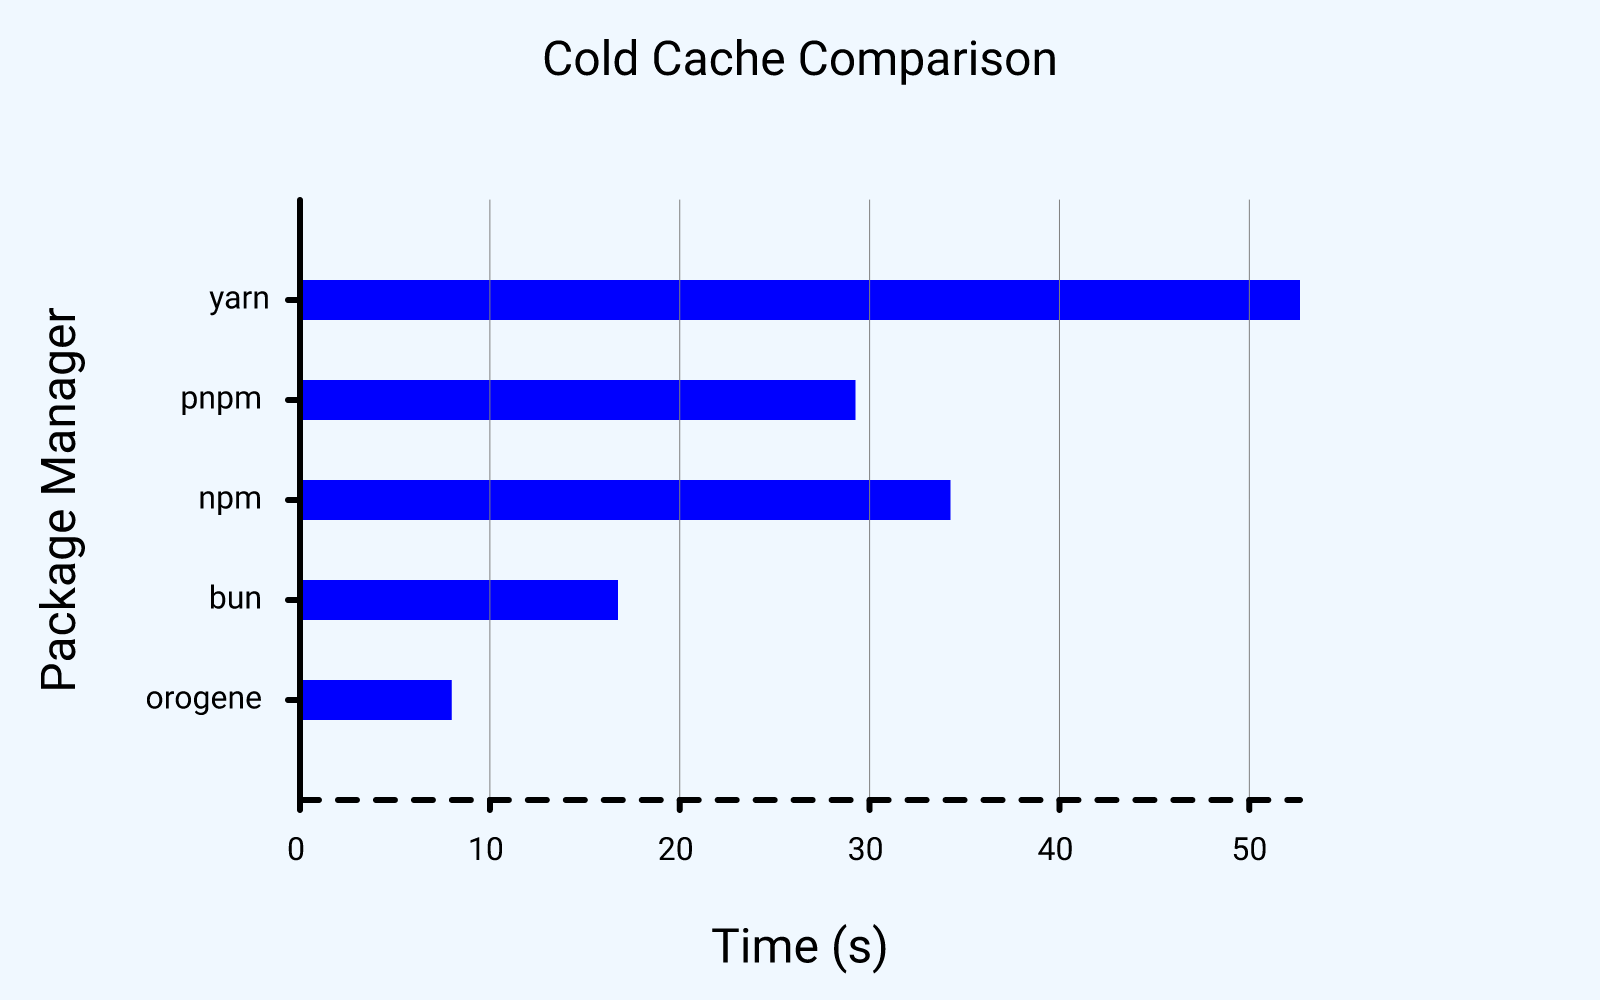 Cold Cache Comparison
Package Manager
yarn
pnpm
npm
bun
orogene
0 10 20 30 40 50
Time (s)